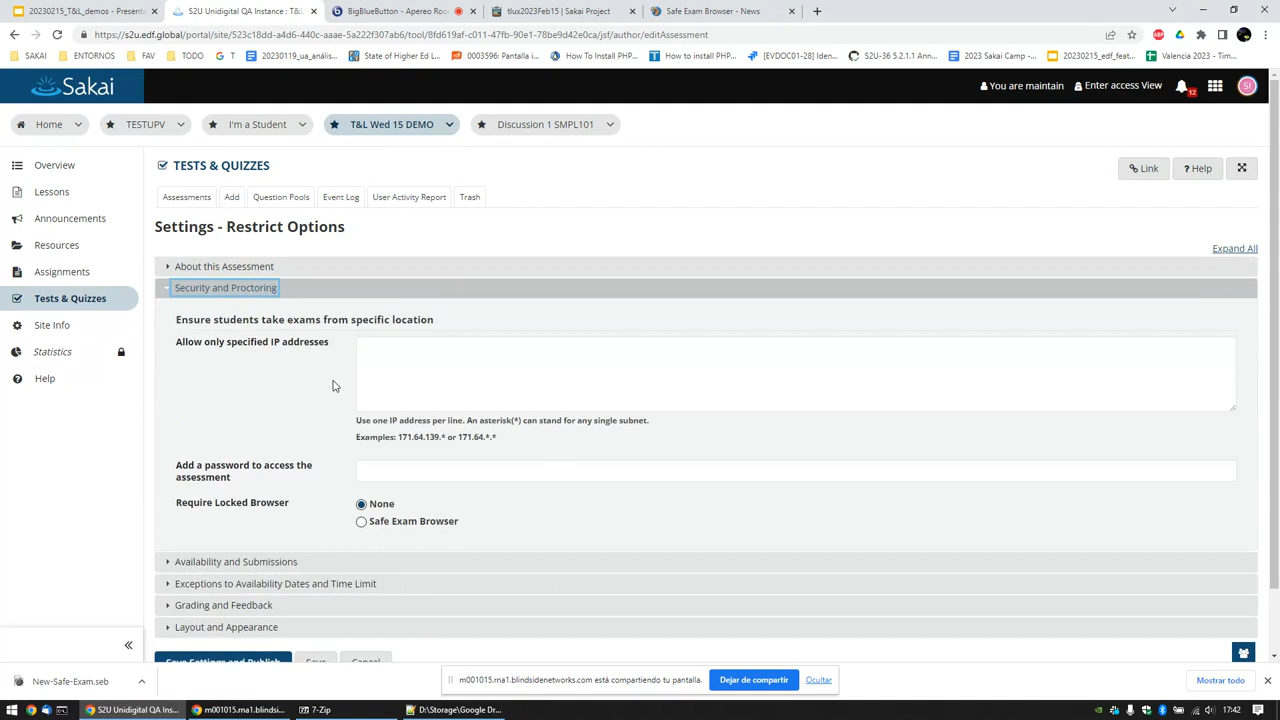 20230215_T&L_demos - Presenta
S2U Unidigital QA Instance : T&L
BigBlueButton - Apereo Roo
tlux2023Feb15 | Sakai Project
Safe Exam Browser - News
https://s2u.edf.global/portal/site/523c18dd-a4d6-440c-aaae-5a222f307ab6/tool/8fd619af-cf51-47fb-90e1-78be9d42e0ca/jsf/author/editAssessment
SAKAI
ENTORNOS
FAV
TODO
T
20230119_ua_anális...
State of Higher Ed L...
0003596: Pantalla i...
How To Install PHP...
How to install PHP...
[EVDOC01-28] Iden...
S2U-36 5.2.1.1 Ann...
2023 Sakai Camp -...
20230215_edf_feat...
Valencia 2023 - Tim...
Sakai
You are maintain
Enter access View
12
SI
Home
TESTUPV
I'm a Student
T&L Wed 15 DEMO
Discussion 1 SMPL101
Overview
Lessons
Announcements
Resources
Assignments
Tests & Quizzes
Site Info
Statistics
Help
TESTS & QUIZZES
Link
? Help
Assessments
Add
Question Pools
Event Log
User Activity Report
Trash
Settings - Restrict Options
Expand All
About this Assessment
Security and Proctoring
Ensure students take exams from specific location
Allow only specified IP addresses
Use one IP address per line. An asterisk(*) can stand for any single subnet.
Examples: 171.64.139.* or 171.64.*.*
Add a password to access the
assessment
Require Locked Browser
None
Safe Exam Browser
Availability and Submissions
Exceptions to Availability Dates and Time Limit
Grading and Feedback
Layout and Appearance
Save Settings and Publish
Save
Cancel
New-Safe-Exam.seb
m001015.rna1.blindsidenetworks.com está compartiendo tu pantalla.
Dejar de compartir
Ocultar
Mostrar todo
S2U Unidigital QA Ins...
m001015.rna1.blindsi...
7-Zip
D:\Storage\Google Dr...
17:42